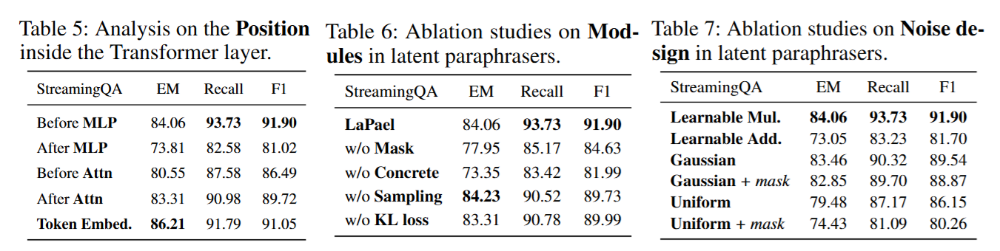 Table 5: Analysis on the Position
inside the Transformer layer.
StreamingQA EM Recall F1
Before MLP 84.06 93.73 91.90
After MLP 73.81 82.58 81.02
Before Attn 80.55 87.58 86.49
After Attn 83.31 90.98 89.72
Token Embed. 86.21 91.79 91.05
Table 6: Ablation studies on Mod-
ules in latent paraphrasers.
StreamingQA EM Recall F1
LaPael 84.06 93.73 91.90
w/o Mask 77.95 85.17 84.63
w/o Concrete 73.35 83.42 81.99
w/o Sampling 84.23 90.52 89.73
w/o KL loss 83.31 90.78 89.99
Table 7: Ablation studies on Noise de-
sign in latent paraphrasers.
StreamingQA EM Recall F1
Learnable Mul. 84.06 93.73 91.90
Learnable Add. 73.05 83.23 81.70
Gaussian 83.46 90.32 89.54
Gaussian + mask 82.85 89.70 88.87
Uniform 79.48 87.17 86.15
Uniform + mask 74.43 81.09 80.26